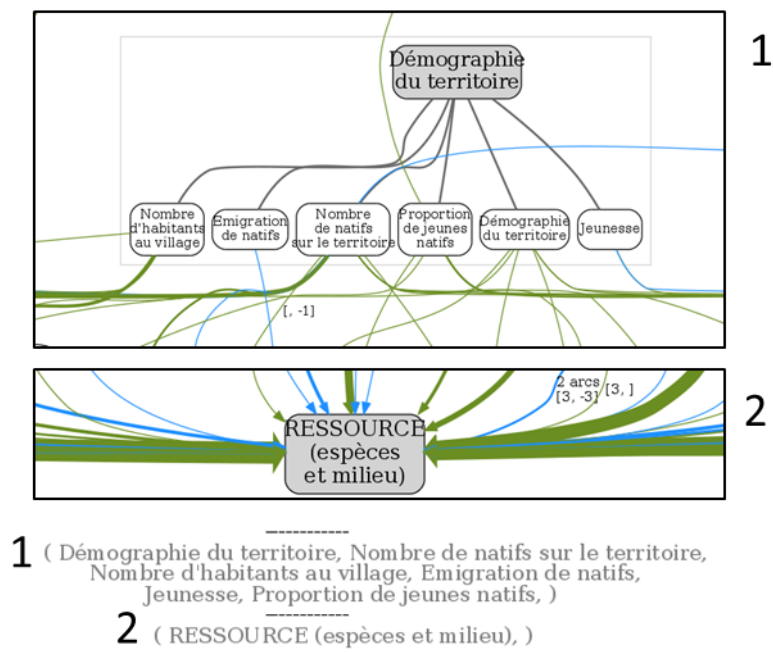 1
Démographie
du territoire
Nombre
d'habitants
au village
Emigration
de natifs
Nombre
de natifs
sur le territoire
Proportion
de jeunes
natifs
Démographie
du territoire
Jeunesse
[, -1]
2
2 arcs
[3, -3]
[3, ]
RESSOURCE
(espèces
et milieu)
------------
1 ( Démographie du territoire, Nombre de natifs sur le territoire,
Nombre d'habitants au village, Emigration de natifs,
Jeunesse, Proportion de jeunes natifs, )
------------
2 ( RESSOURCE (espèces et milieu), )